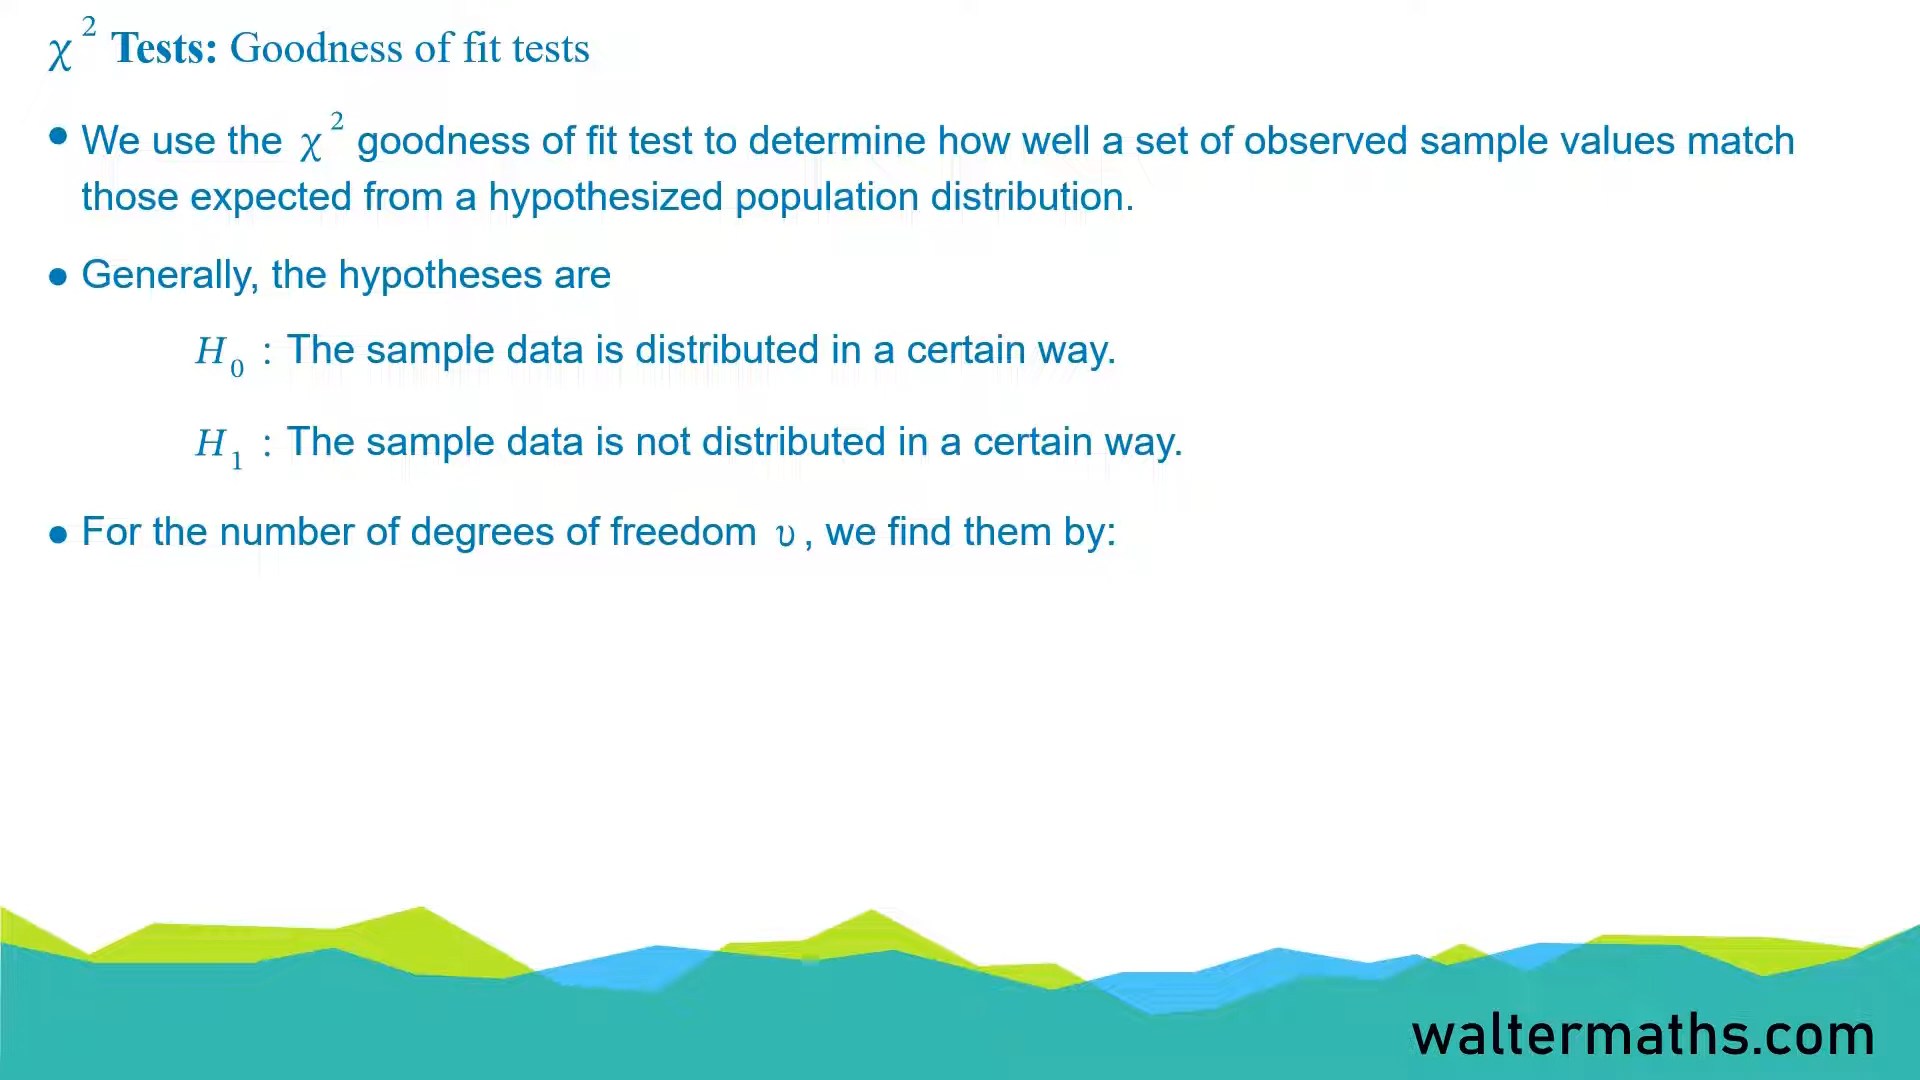 χ² Tests: Goodness of fit tests
• We use the χ² goodness of fit test to determine how well a set of observed sample values match
those expected from a hypothesized population distribution.
• Generally, the hypotheses are
H₀ : The sample data is distributed in a certain way.
H₁ : The sample data is not distributed in a certain way.
• For the number of degrees of freedom υ, we find them by:
waltermaths.com